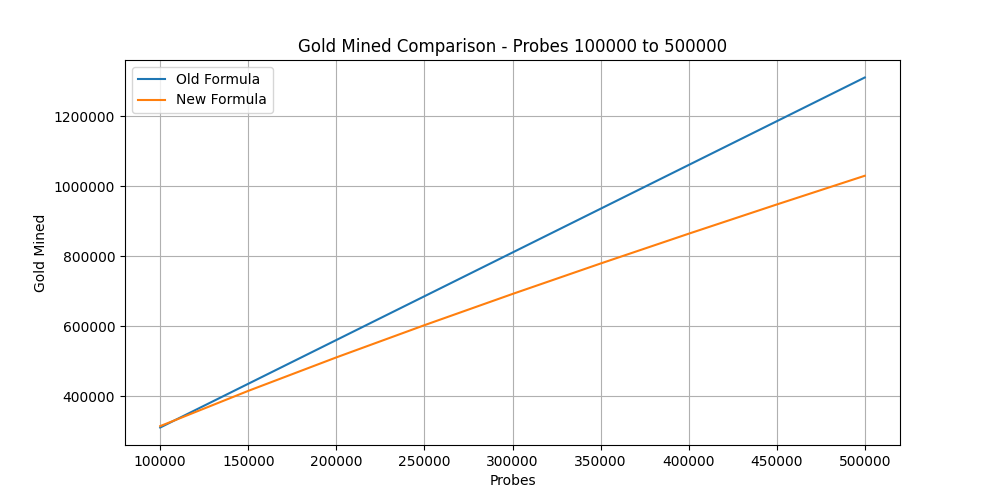 Gold Mined Comparison - Probes 100000 to 500000
Old Formula
New Formula
1200000
1000000
800000
600000
400000
Gold Mined
100000 150000 200000 250000 300000 350000 400000 450000 500000
Probes